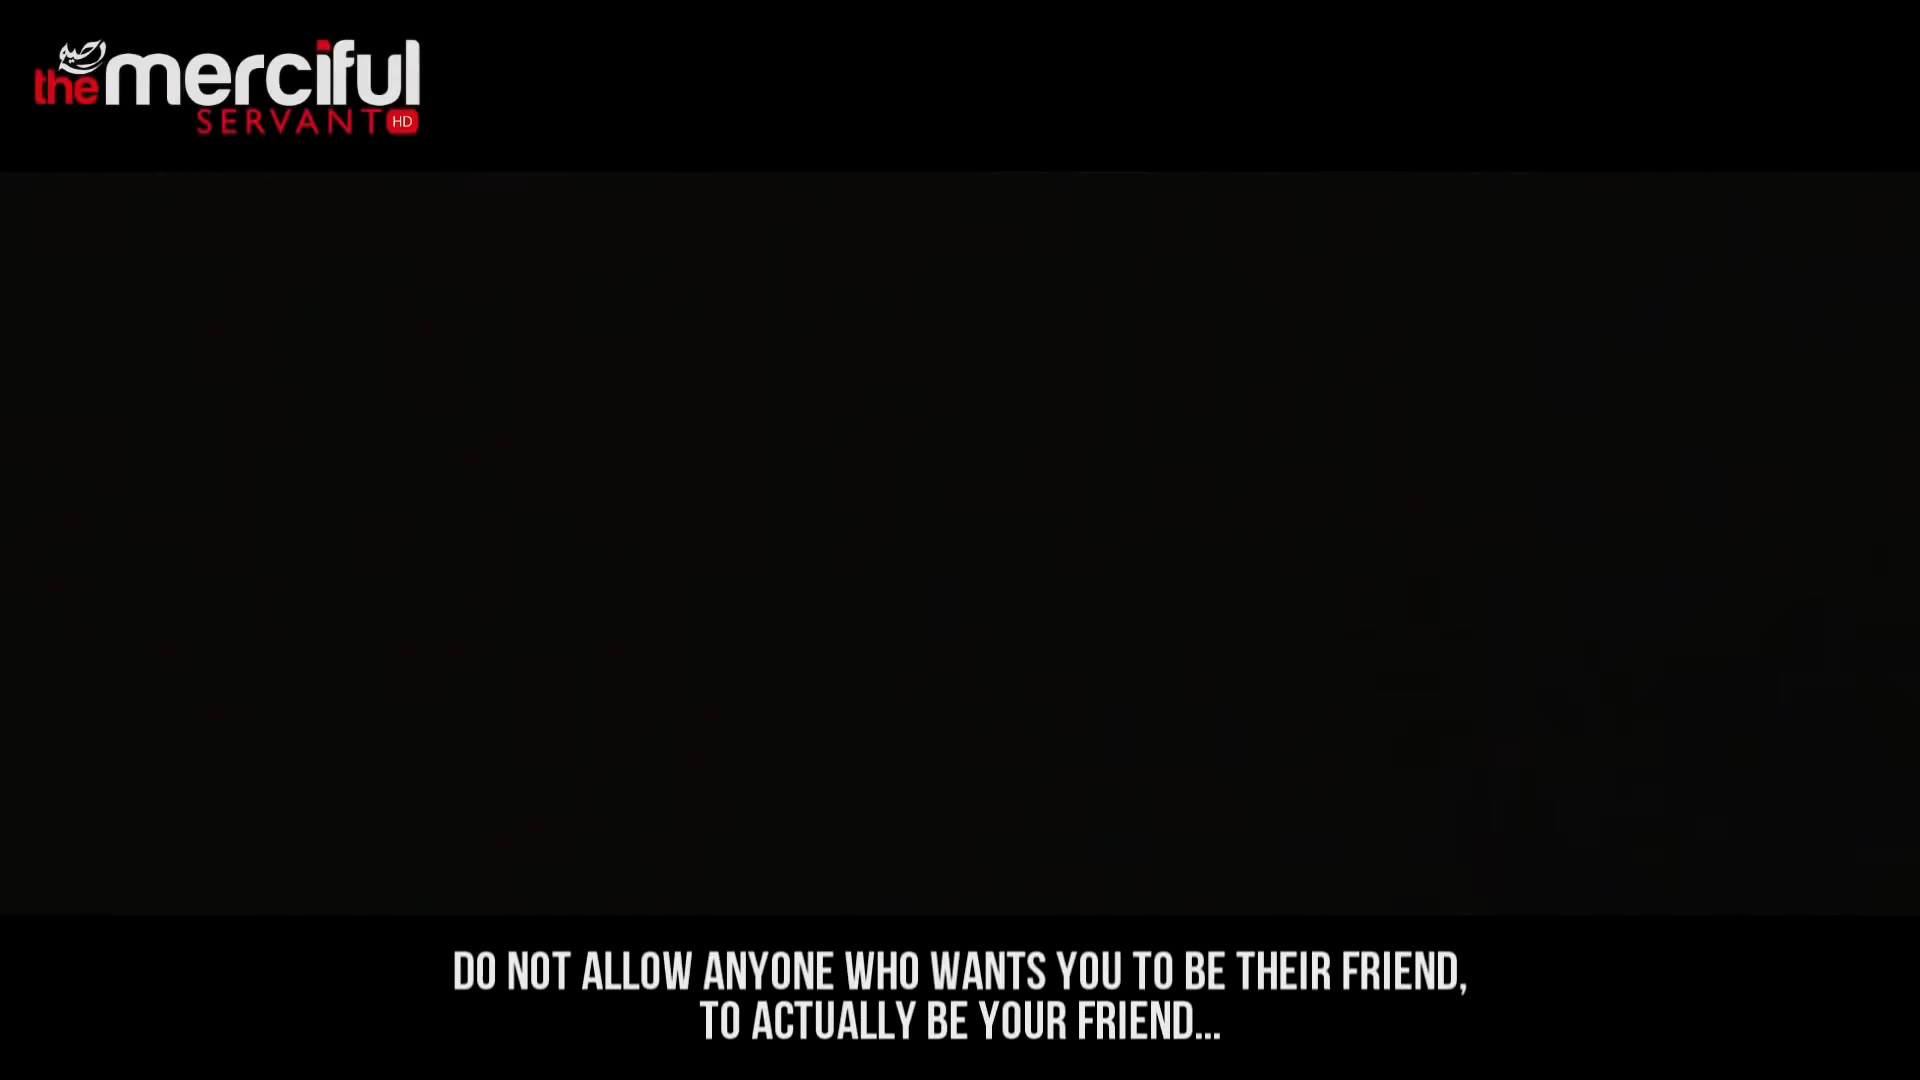 the merciful
SERVANT HD
DO NOT ALLOW ANYONE WHO WANTS YOU TO BE THEIR FRIEND,
TO ACTUALLY BE YOUR FRIEND...